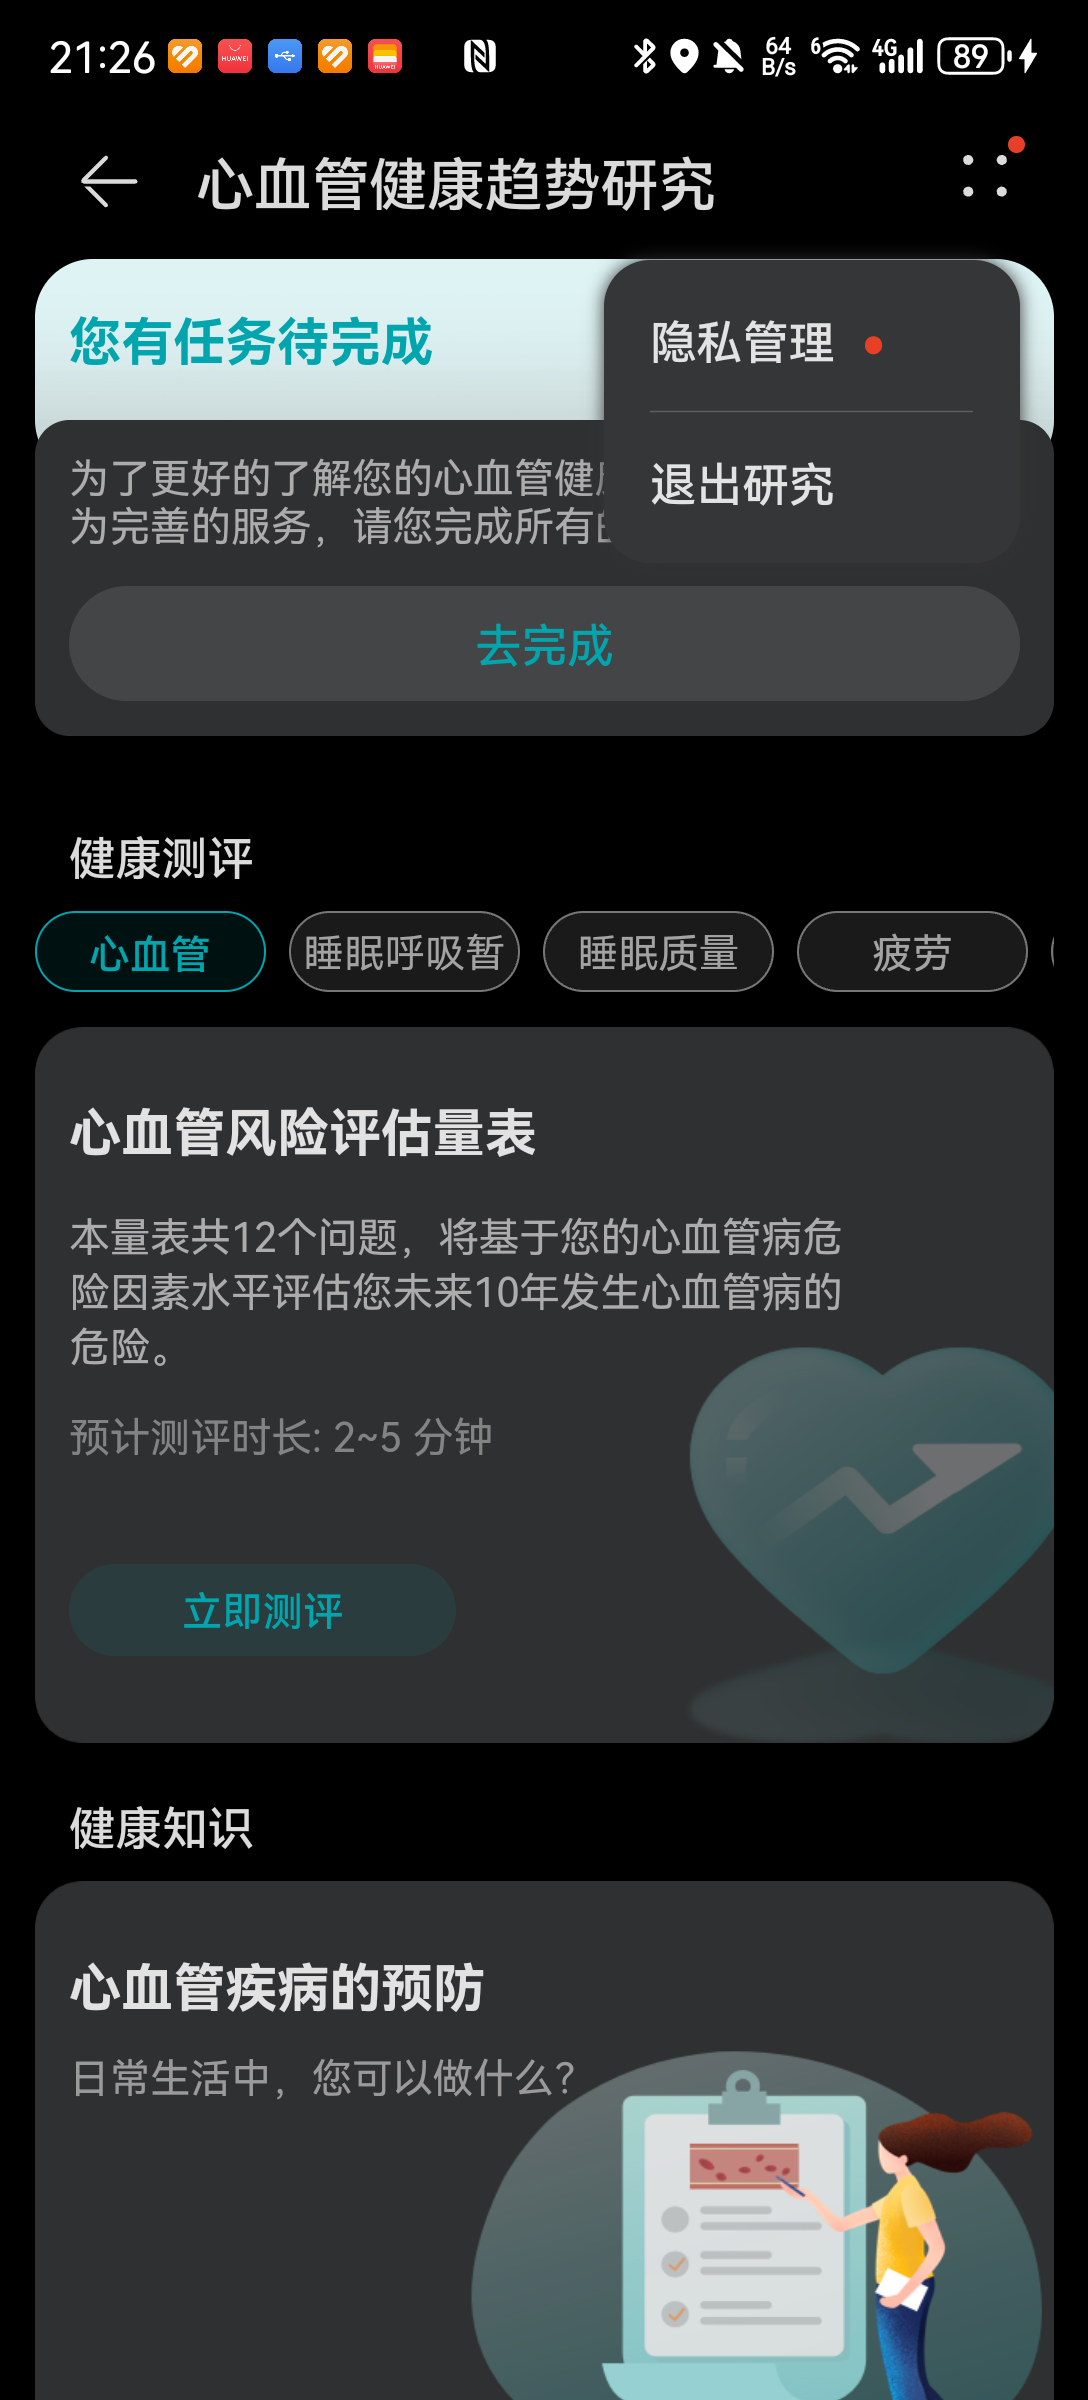 21:26
64
B/s
6
4G
89
心血管健康趋势研究
您有任务待完成
隐私管理
退出研究
为了更好的了解您的心血管健
为完善的服务，请您完成所有
去完成
健康测评
心血管
睡眠呼吸暂
睡眠质量
疲劳
心血管风险评估量表
本量表共12个问题，将基于您的心血管病危
险因素水平评估您未来10年发生心血管病的
危险。
预计测评时长: 2~5 分钟
立即测评
健康知识
心血管疾病的预防
日常生活中，您可以做什么?